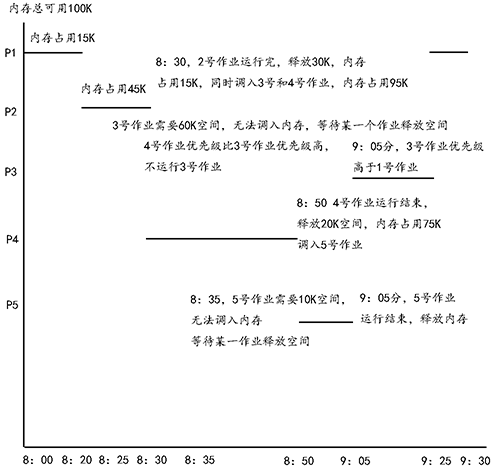 内存总可用100K
P1
内存占用15K
8：30，2号作业运行完，释放30K，内存
占用15K，同时调入3号和4号作业，内存占用95K
内存占用45K
P2
3号作业需要60K空间，无法调入内存，等待某一个作业释放空间
4号作业优先级比3号作业优先级高，
不运行3号作业
9：05分，3号作业优先级
高于1号作业
P3
8：50 4号作业运行结束，
释放20K空间，内存占用75K
调入5号作业
P4
P5
8：35，5号作业需要10K空间，
无法调入内存
等待某一作业释放空间
9：05分，5号作业
运行结束，释放内存
8：00 8：20 8：25 8：30 8：35 8：50 9：05 9：25 9：30